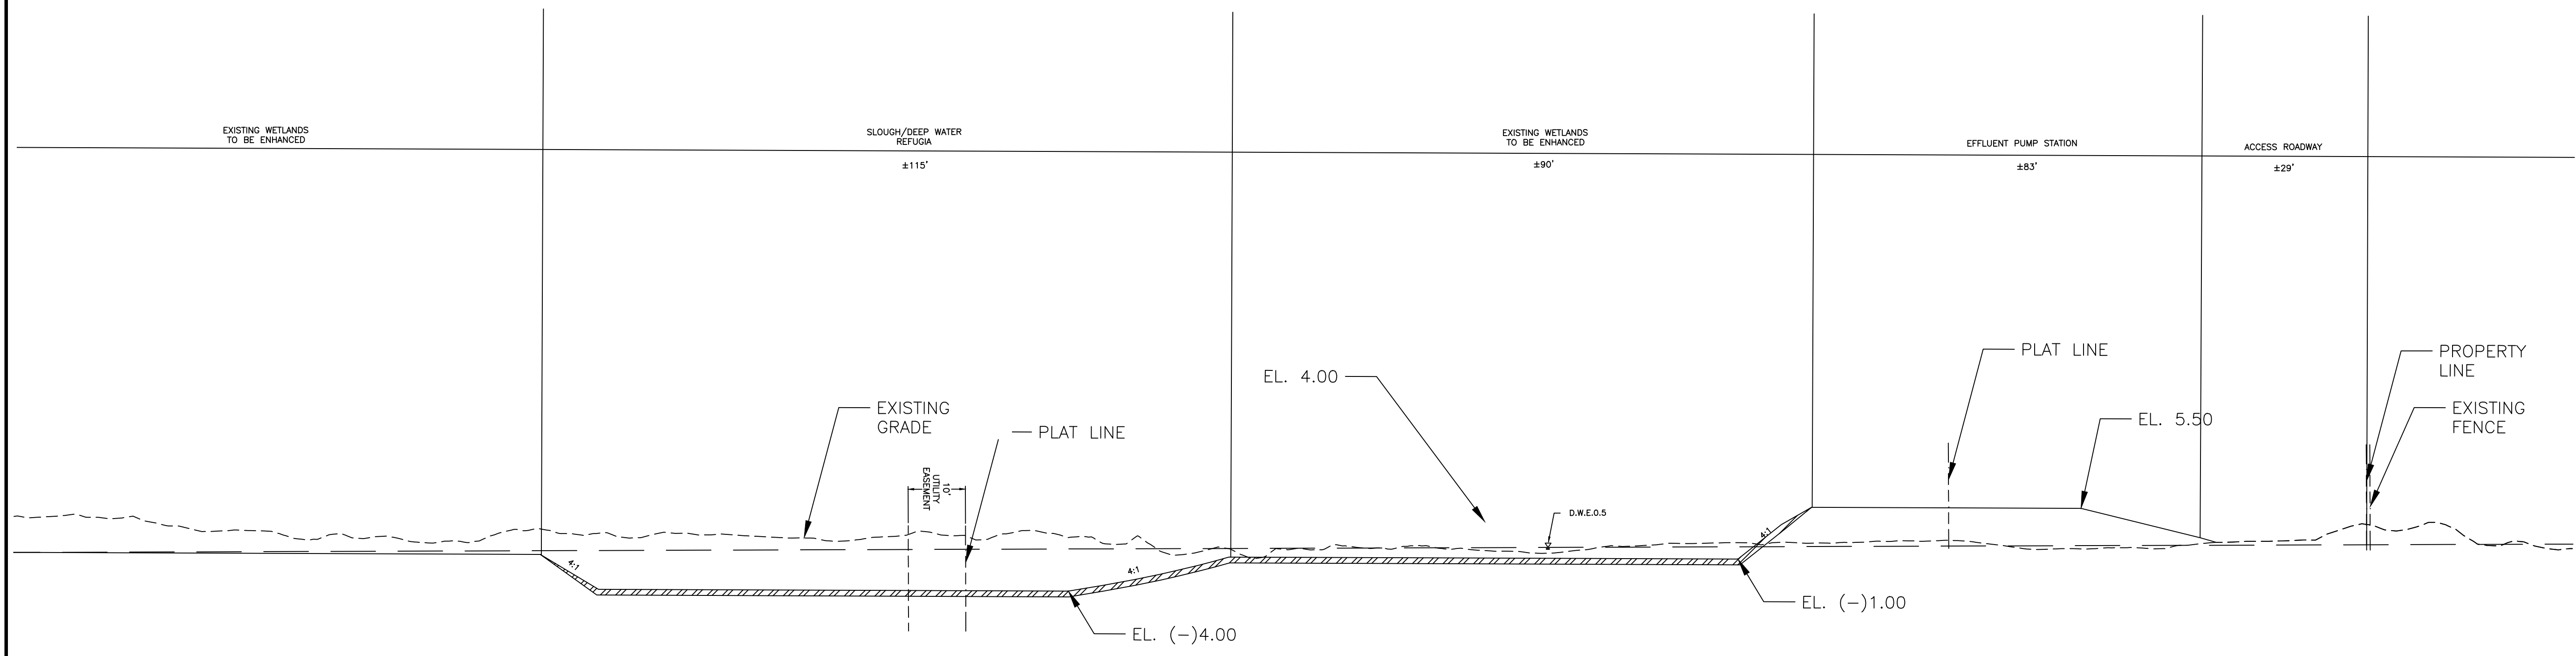 EXISTING WETLANDS
TO BE ENHANCED
SLOUGH/DEEP WATER
REFUGIA
±115'
EXISTING WETLANDS
TO BE ENHANCED
±90'
EFFLUENT PUMP STATION
±83'
ACCESS ROADWAY
±29'
EXISTING
GRADE
PLAT LINE
10'
UTILITY
EASEMENT
EL. 4.00
D.W.E.0.5
PLAT LINE
EL. 5.50
PROPERTY
LINE
EXISTING
FENCE
4:1
4:1
4:1
EL. (-)4.00
EL. (-)1.00